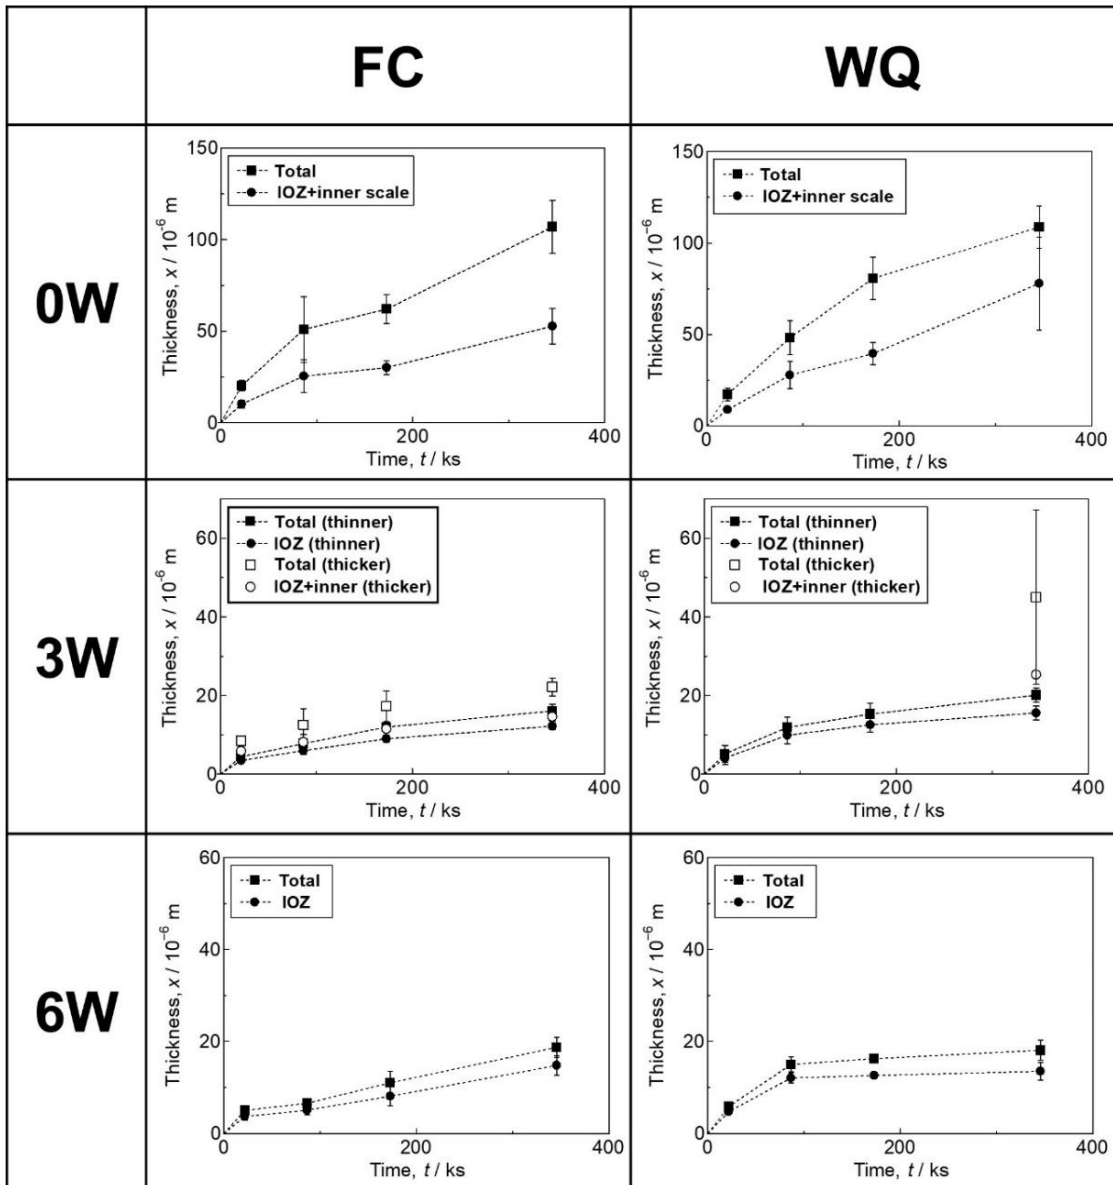 FC
WQ
0W
150
100
50
0
0
200
400
Thickness, x / 10⁻⁶ m
Time, t / ks
Total
IOZ+inner scale
150
100
50
0
0
200
400
Thickness, x / 10⁻⁶ m
Time, t / ks
Total
IOZ+inner scale
3W
60
40
20
0
0
200
400
Thickness, x / 10⁻⁶ m
Time, t / ks
Total (thinner)
IOZ (thinner)
Total (thicker)
IOZ+inner (thicker)
60
40
20
0
0
200
400
Thickness, x / 10⁻⁶ m
Time, t / ks
Total (thinner)
IOZ (thinner)
Total (thicker)
IOZ+inner (thicker)
6W
60
40
20
0
0
200
400
Thickness, x / 10⁻⁶ m
Time, t / ks
Total
IOZ
60
40
20
0
0
200
400
Thickness, x / 10⁻⁶ m
Time, t / ks
Total
IOZ